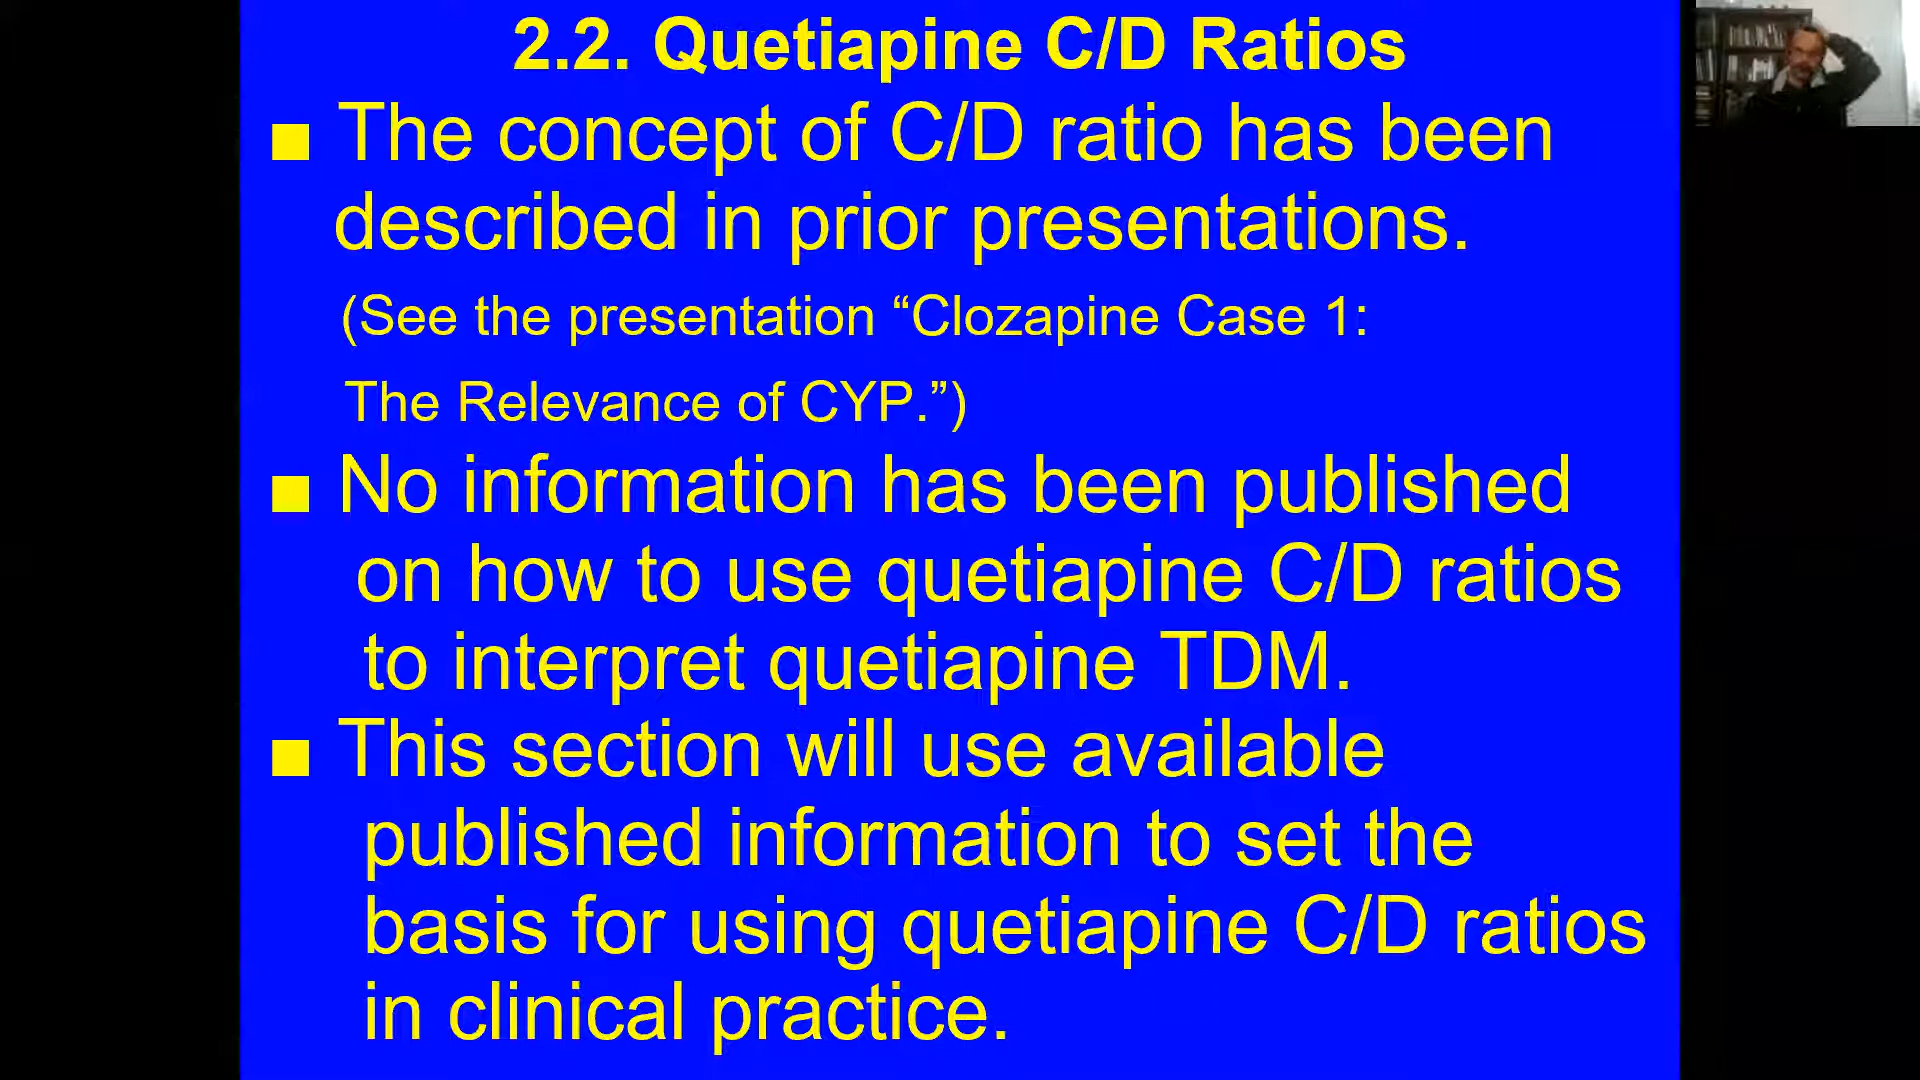 2.2. Quetiapine C/D Ratios
■ The concept of C/D ratio has been
described in prior presentations.
(See the presentation “Clozapine Case 1:
The Relevance of CYP.”)
■ No information has been published
on how to use quetiapine C/D ratios
to interpret quetiapine TDM.
■ This section will use available
published information to set the
basis for using quetiapine C/D ratios
in clinical practice.